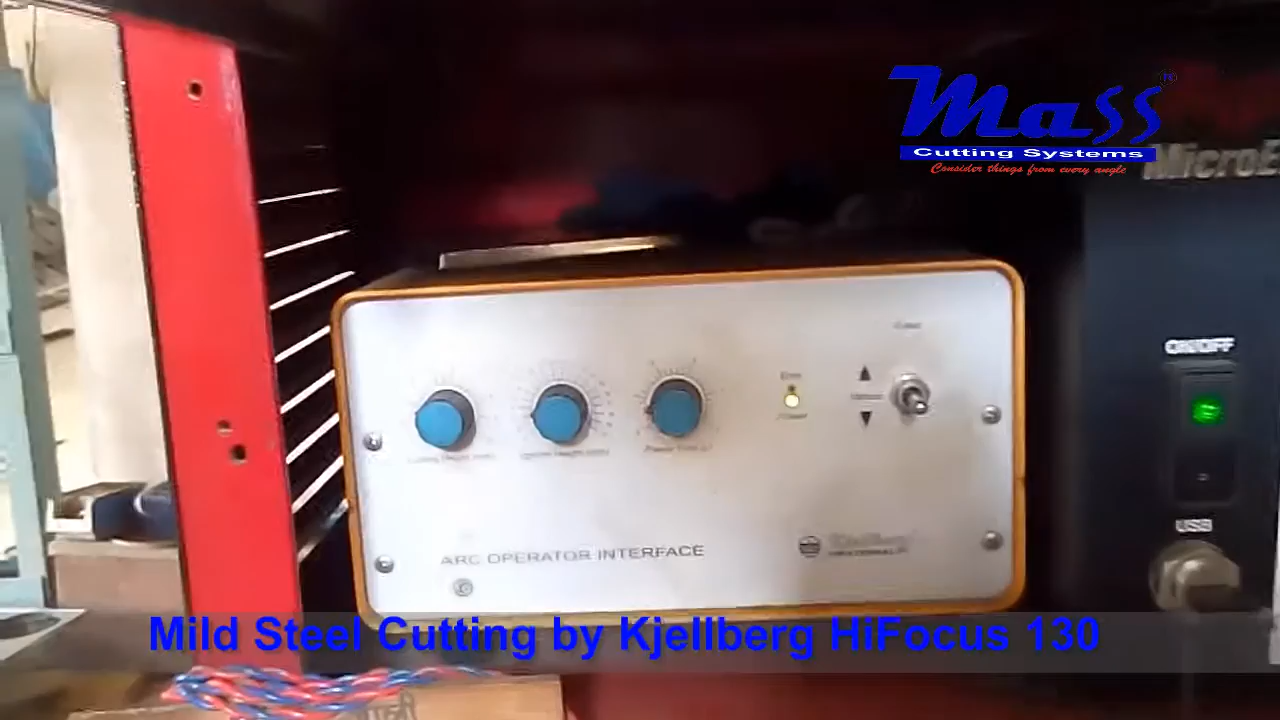 Mass
Cutting Systems
Consider things from every angle
MicroE
ON/OFF
USB
ARC OPERATOR INTERFACE
Kjellberg
Mild Steel Cutting by Kjellberg HiFocus 130